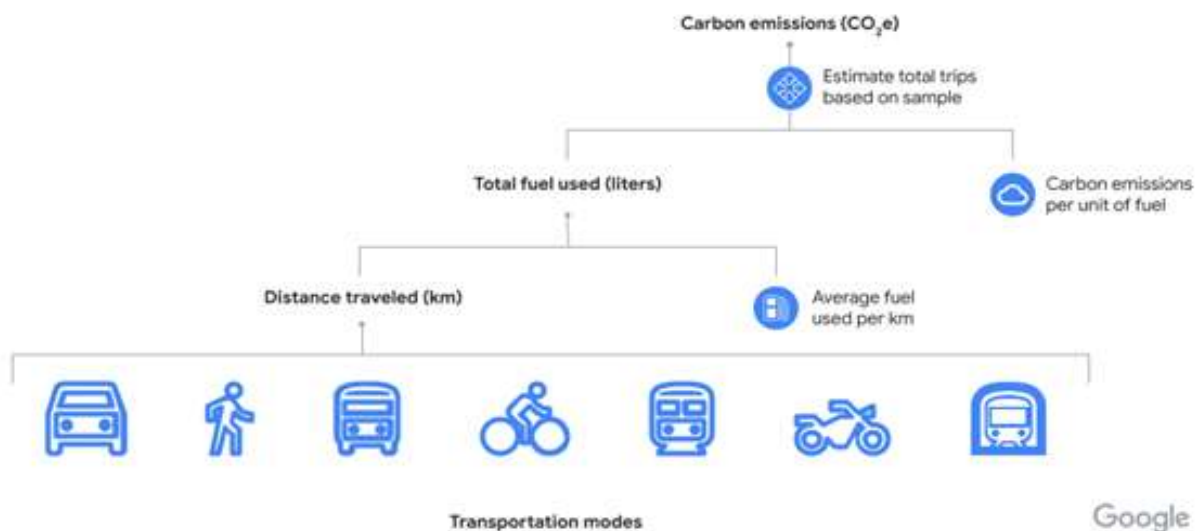 Carbon emissions (CO₂e)
Estimate total trips
based on sample
Total fuel used (liters)
Carbon emissions
per unit of fuel
Distance traveled (km)
Average fuel
used per km
Transportation modes
Google